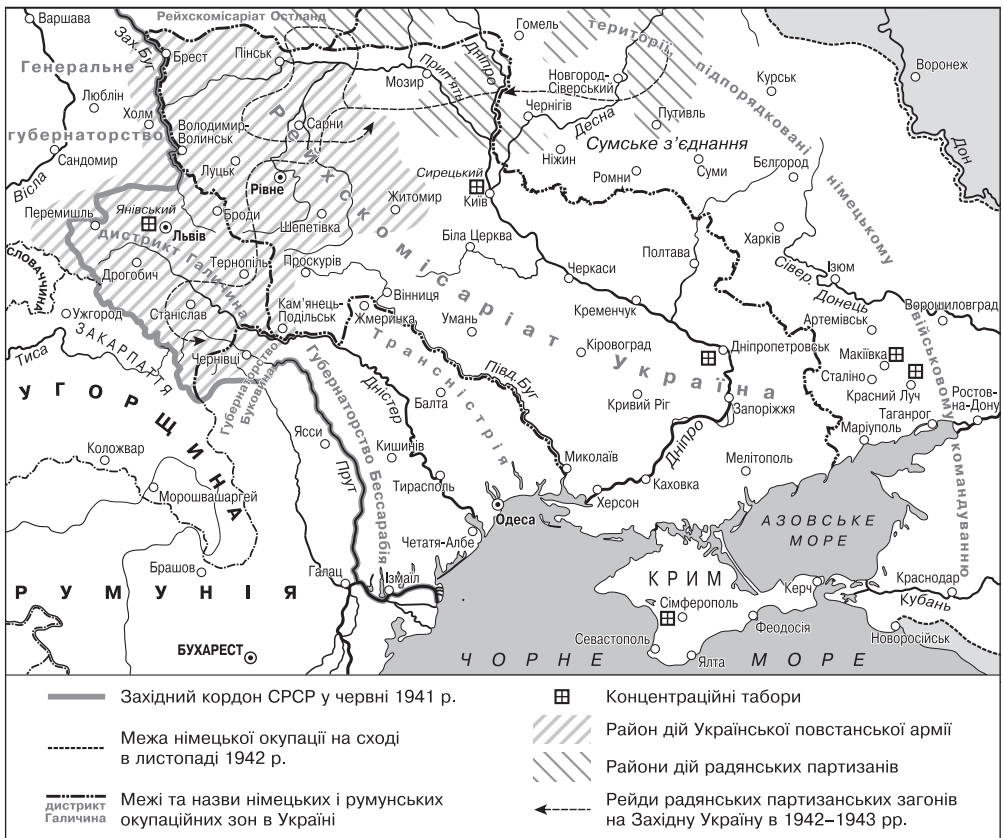 Варшава
Рейхскомісаріат Остланд
Гомель
території
підпорядковані
німецькому
військовому
командуванню
Зах. Буг
Брест
Пінськ
Мозир
Прип'ять
Дніпро
Новгород-
Сіверський
Курськ
Воронеж
Генеральне
губернаторство
Люблін
Холм
Володимир-
Волинськ
Сарни
Чернігів
Десна
Путивль
Дон
Сандомир
Вісла
Луцьк
Рівне
Рейхскомісаріат Україна
Ніжин
Сумське з'єднання
Ромни
Суми
Бєлгород
Сирецький
Київ
Житомир
Перемишль
Янівський
Львів
Броди
Шепетівка
дистрикт Галичина
Біла Церква
Полтава
Харків
СЛОВАЧ-
ЧИНА
Дрогобич
Тернопіль
Проскурів
Черкаси
Сівер. Донець
Ізюм
Вінниця
Ворошиловград
Ужгород
ЗАКАРПАТТЯ
Станіслав
Кам'янець-
Подільськ
Жмеринка
Умань
Кременчук
Артемівськ
Тиса
Чернівці
Губернаторство
Буковина
Трансністрія
Кіровоград
Дніпропетровськ
Макіївка
Сталіно
Красний Луч
Ростов-
на-Дону
УГОРЩИНА
Губернаторство Бессарабія
Дністер
Півд. Буг
Балта
Кривий Ріг
Запоріжжя
Таганрог
Маріуполь
Коложвар
Ясси
Кишинів
Прут
Миколаїв
Дніпро
Мелітополь
Морошвашаргей
Тирасполь
Херсон
Каховка
Одеса
Четатя-Албе
АЗОВСЬКЕ
МОРЕ
Брашов
Галац
Ізмаїл
КРИМ
Керч
Краснодар
РУМУНІЯ
Сімферополь
Кубань
Севастополь
Феодосія
Новоросійськ
БУХАРЕСТ
Ялта
ЧОРНЕ МОРЕ
Західний кордон СРСР у червні 1941 р.
Межа німецької окупації на сході
в листопаді 1942 р.
дистрикт
Галичина
Межі та назви німецьких і румунських
окупаційних зон в Україні
Концентраційні табори
Район дій Української повстанської армії
Райони дій радянських партизанів
Рейди радянських партизанських загонів
на Західну Україну в 1942–1943 рр.